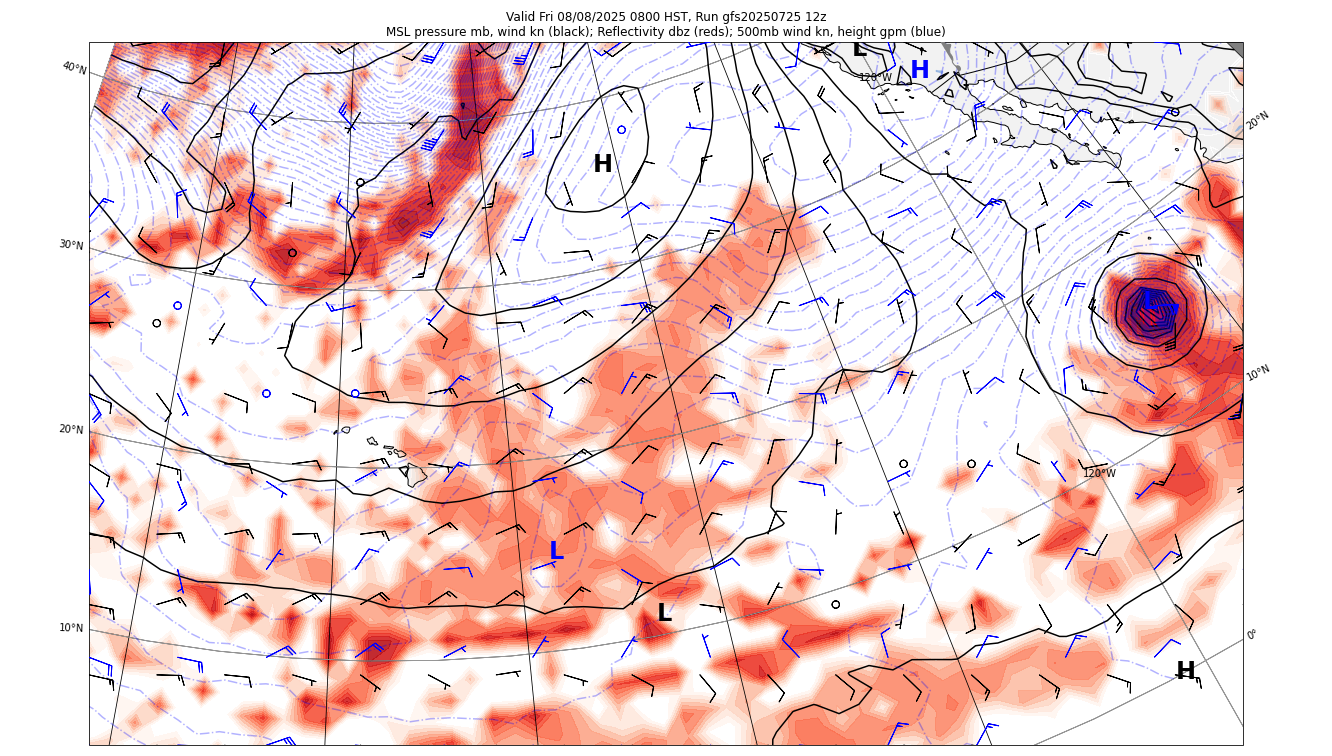 Valid Fri 08/08/2025 0800 HST, Run gfs20250725 12z
MSL pressure mb, wind kn (black); Reflectivity dbz (reds); 500mb wind kn, height gpm (blue)
L
H
40°N
120°W
20°N
H
30°N
L
10°N
20°N
120°W
L
L
10°N
0°
H